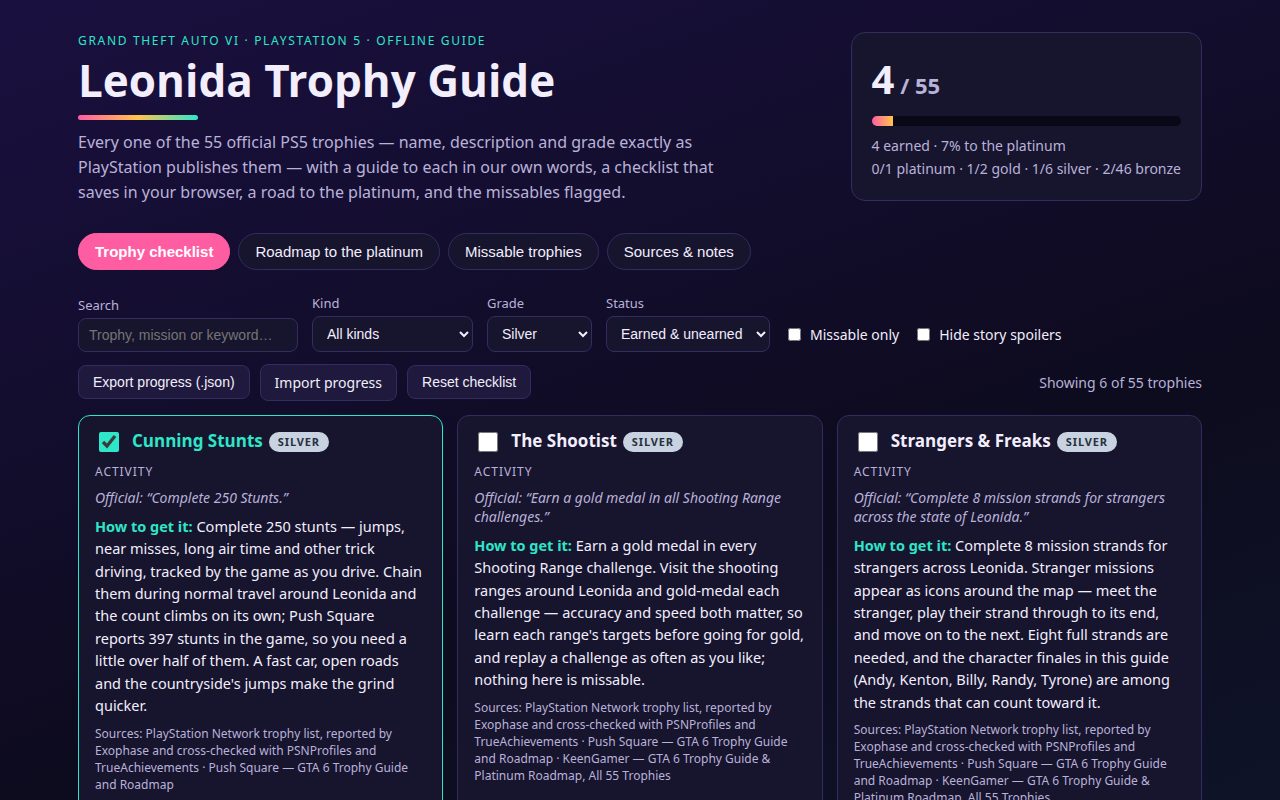 GRAND THEFT AUTO VI · PLAYSTATION 5 · OFFLINE GUIDE
Leonida Trophy Guide
Every one of the 55 official PS5 trophies — name, description and grade exactly as
PlayStation publishes them — with a guide to each in our own words, a checklist that
saves in your browser, a road to the platinum, and the missables flagged.
4 / 55
4 earned · 7% to the platinum
0/1 platinum · 1/2 gold · 1/6 silver · 2/46 bronze
Trophy checklist
Roadmap to the platinum
Missable trophies
Sources & notes
Search
Kind
Grade
Status
Trophy, mission or keyword…
All kinds
Silver
Earned & unearned
Missable only
Hide story spoilers
Export progress (.json)
Import progress
Reset checklist
Showing 6 of 55 trophies
Cunning Stunts SILVER
ACTIVITY
Official: “Complete 250 Stunts.”
How to get it: Complete 250 stunts — jumps,
near misses, long air time and other trick
driving, tracked by the game as you drive. Chain
them during normal travel around Leonida and
the count climbs on its own; Push Square
reports 397 stunts in the game, so you need a
little over half of them. A fast car, open roads
and the countryside's jumps make the grind
quicker.
Sources: PlayStation Network trophy list, reported by
Exophase and cross-checked with PSNProfiles and
TrueAchievements · Push Square — GTA 6 Trophy Guide
and Roadmap
The Shootist SILVER
ACTIVITY
Official: “Earn a gold medal in all Shooting Range
challenges.”
How to get it: Earn a gold medal in every
Shooting Range challenge. Visit the shooting
ranges around Leonida and gold-medal each
challenge — accuracy and speed both matter, so
learn each range's targets before going for gold,
and replay a challenge as often as you like;
nothing here is missable.
Sources: PlayStation Network trophy list, reported by
Exophase and cross-checked with PSNProfiles and
TrueAchievements · Push Square — GTA 6 Trophy Guide
and Roadmap · KeenGamer — GTA 6 Trophy Guide &
Platinum Roadmap, All 55 Trophies
Strangers & Freaks SILVER
ACTIVITY
Official: “Complete 8 mission strands for strangers
across the state of Leonida.”
How to get it: Complete 8 mission strands for
strangers across Leonida. Stranger missions
appear as icons around the map — meet the
stranger, play their strand through to its end,
and move on to the next. Eight full strands are
needed, and the character finales in this guide
(Andy, Kenton, Billy, Randy, Tyrone) are among
the strands that can count toward it.
Sources: PlayStation Network trophy list, reported by
Exophase and cross-checked with PSNProfiles and
TrueAchievements · Push Square — GTA 6 Trophy Guide
and Roadmap · KeenGamer — GTA 6 Trophy Guide &
Platinum Roadmap, All 55 Trophies